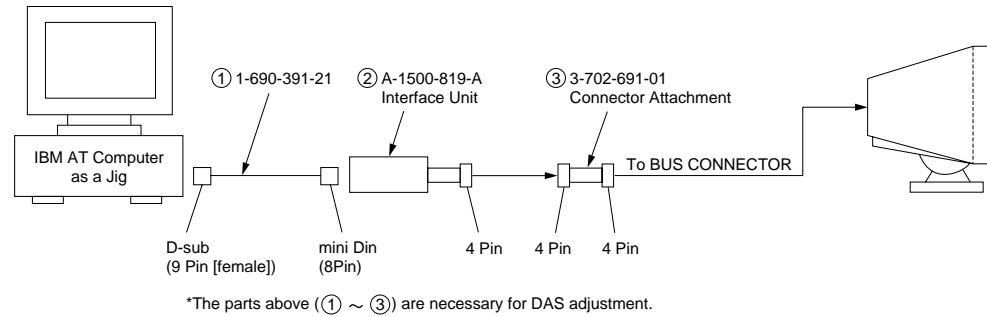 ① 1-690-391-21
② A-1500-819-A
Interface Unit
③ 3-702-691-01
Connector Attachment
IBM AT Computer
as a Jig
To BUS CONNECTOR
D-sub
(9 Pin [female])
mini Din
(8Pin)
4 Pin
4 Pin
4 Pin
*The parts above (① ~ ③) are necessary for DAS adjustment.